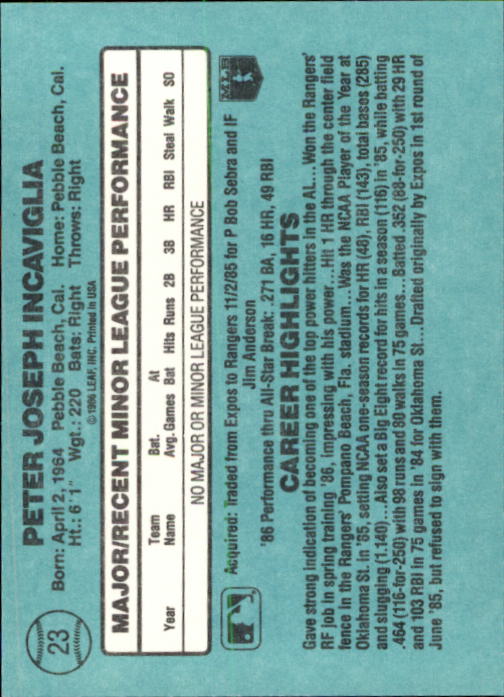 23
PETER JOSEPH INCAVIGLIA
Born: April 2, 1964 Pebble Beach, Cal. Home: Pebble Beach, Cal.
Ht.: 6'1" Wgt.: 220 Bats: Right Throws: Right
© 1986 LEAF, INC. Printed in USA
MAJOR/RECENT MINOR LEAGUE PERFORMANCE
Team Bat. At
Year Name Avg. Games Bat Hits Runs 2B 3B HR RBI Steal Walk SO
NO MAJOR OR MINOR LEAGUE PERFORMANCE
Acquired: Traded from Expos to Rangers 11/2/85 for P Bob Sebra and IF
Jim Anderson
'86 Performance thru All-Star Break: .271 BA, 16 HR, 49 RBI
MLB
CAREER HIGHLIGHTS
Gave strong indication of becoming one of the top power hitters in the AL...Won the Rangers'
RF job in spring training '86, impressing with his power...Hit 1 HR through the center field
fence in the Rangers' Pompano Beach, Fla. stadium...Was the NCAA Player of the Year at
Oklahoma St. in '85, setting NCAA one-season records for HR (48), RBI (143), total bases (285)
and slugging (1.140)...Also set a Big Eight record for hits in a season (116) in '85, while batting
.464 (116-for-250) with 98 runs and 80 walks in 75 games...Batted .352 (88-for-250) with 29 HR
and 103 RBI in 75 games in '84 for Oklahoma St...Drafted originally by Expos in 1st round of
June '85, but refused to sign with them.